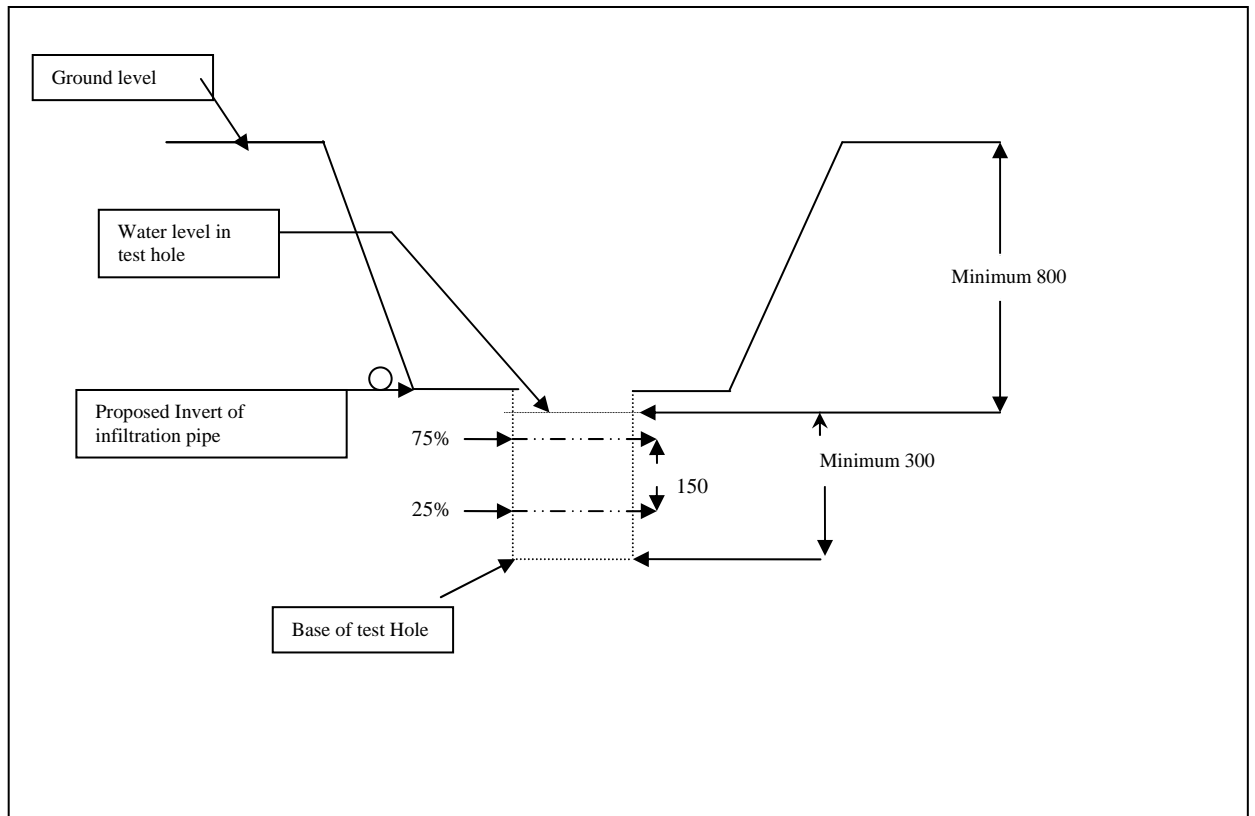 Ground level
Water level in
test hole
Minimum 800
Proposed Invert of
infiltration pipe
75%
Minimum 300
150
25%
Base of test Hole